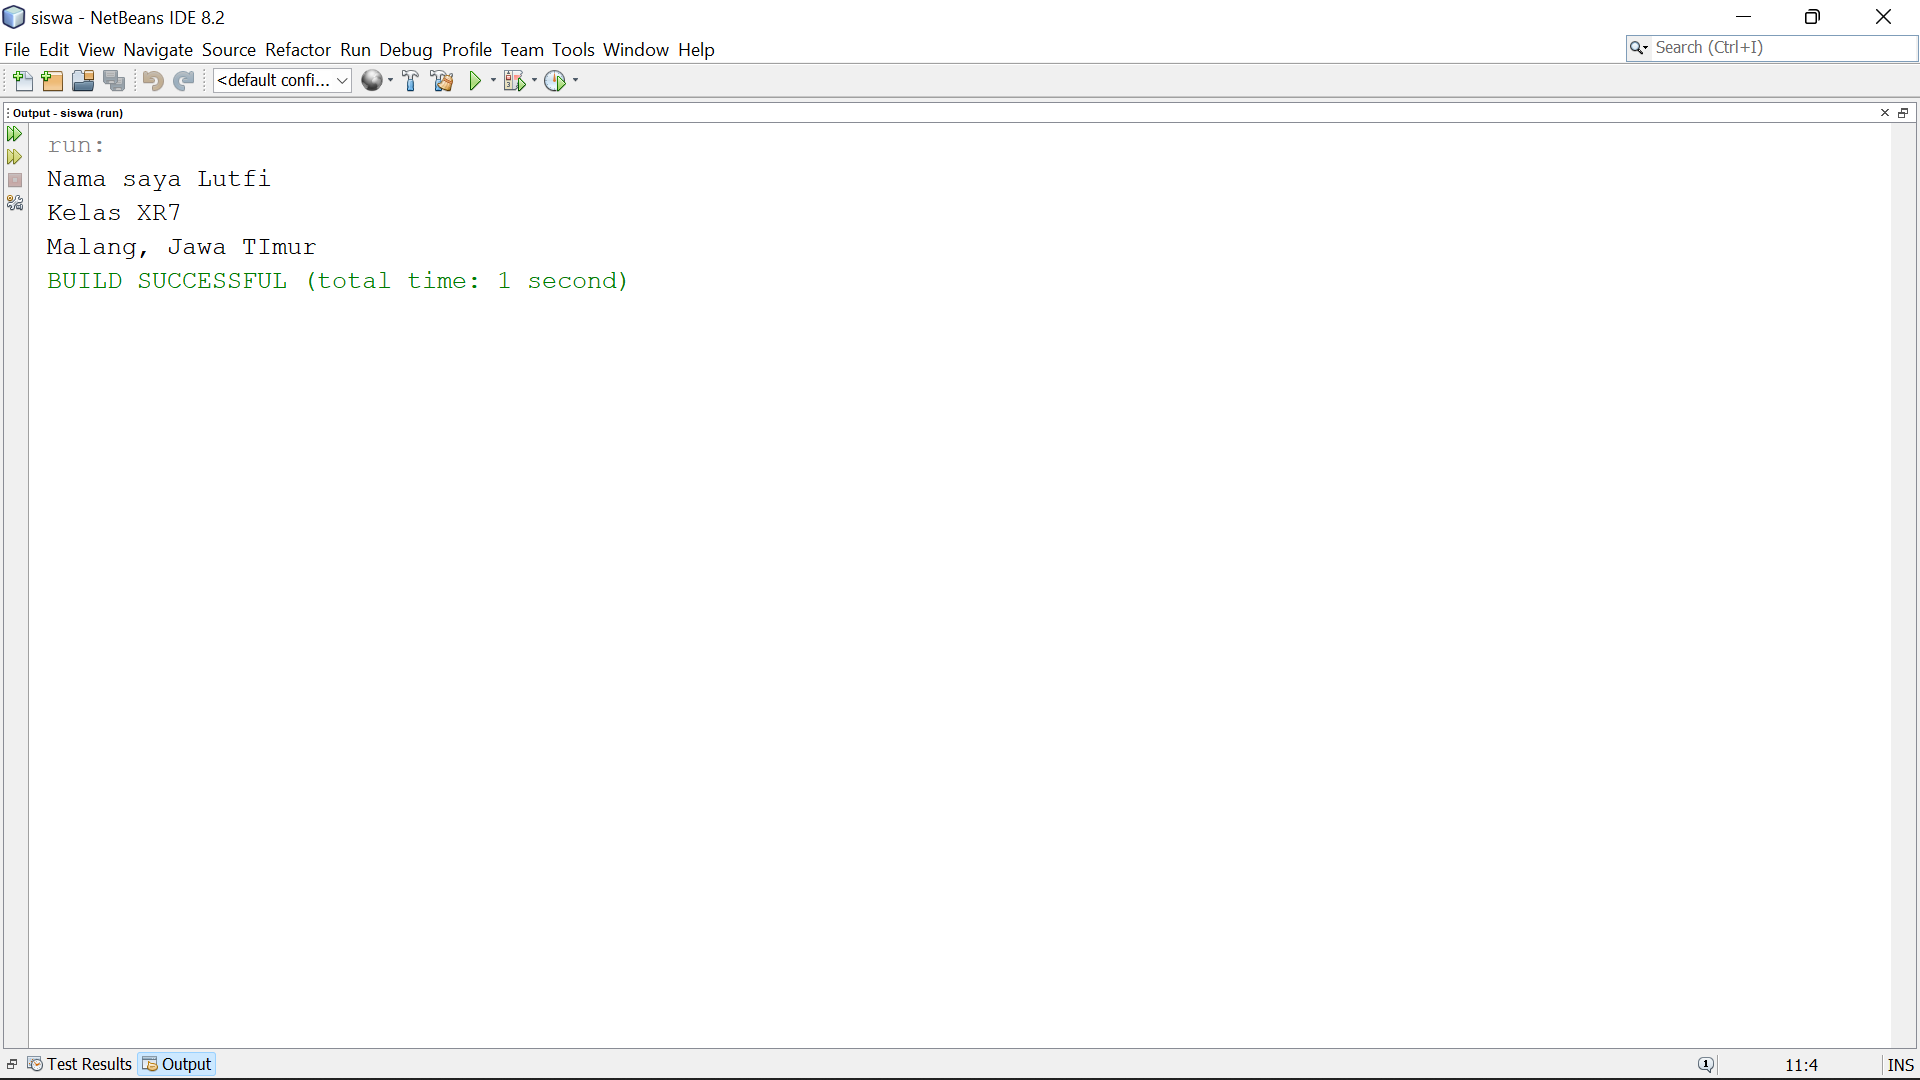 siswa - NetBeans IDE 8.2
File Edit View Navigate Source Refactor Run Debug Profile Team Tools Window Help
Search (Ctrl+I)
<default confi...
Output - siswa (run)
run:
Nama saya Lutfi
Kelas XR7
Malang, Jawa TImur
BUILD SUCCESSFUL (total time: 1 second)
Test Results
Output
1
11:4
INS